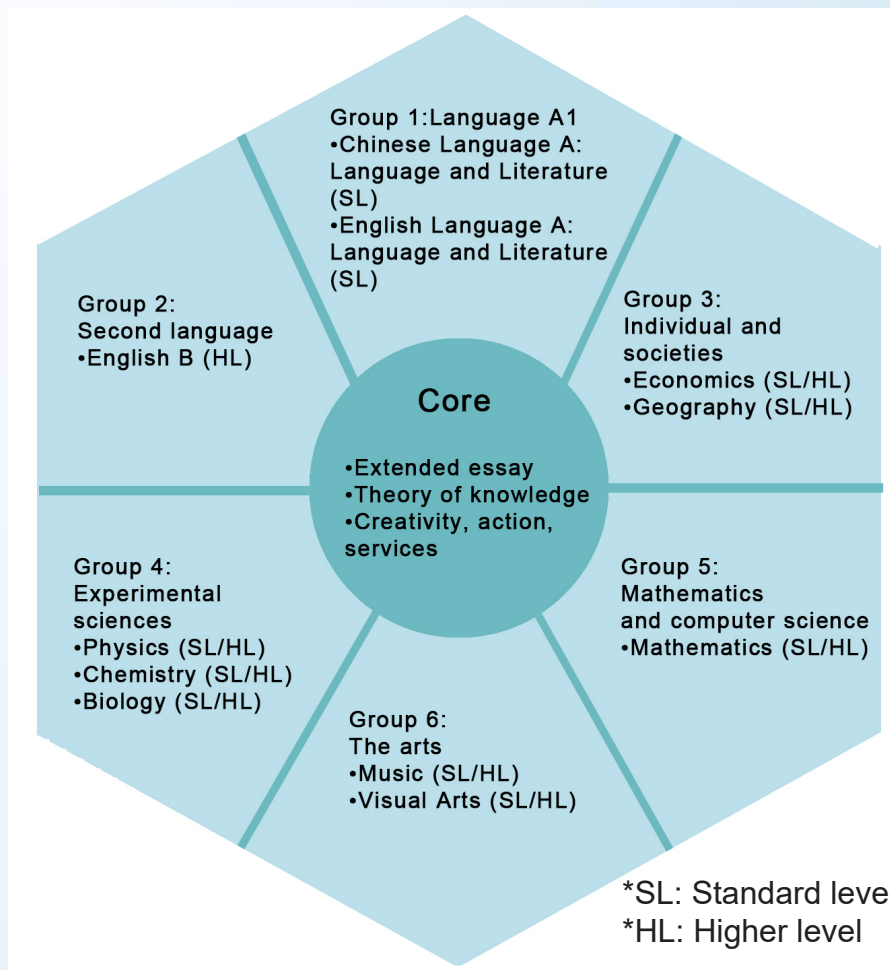 Group 1:Language A1
•Chinese Language A:
Language and Literature
(SL)
•English Language A:
Language and Literature
(SL)
Group 2:
Second language
•English B (HL)
Group 3:
Individual and
societies
•Economics (SL/HL)
•Geography (SL/HL)
Core
•Extended essay
•Theory of knowledge
•Creativity, action,
services
Group 4:
Experimental
sciences
•Physics (SL/HL)
•Chemistry (SL/HL)
•Biology (SL/HL)
Group 5:
Mathematics
and computer science
•Mathematics (SL/HL)
Group 6:
The arts
•Music (SL/HL)
•Visual Arts (SL/HL)
*SL: Standard leve
*HL: Higher level